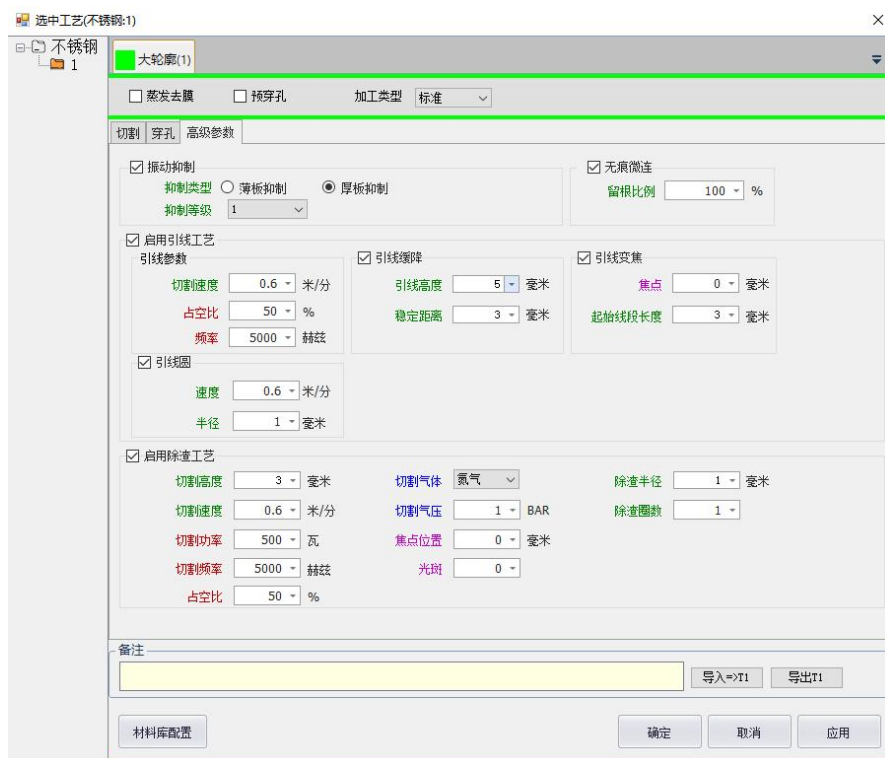 选中工艺(不锈钢:1)
不锈钢
1
大轮廓(1)
蒸发去膜 预穿孔 加工类型 标准
切割 穿孔 高级参数
振动抑制 无痕微连
抑制类型 薄板抑制 厚板抑制 留根比例 100 %
抑制等级 1
启用引线工艺
引线参数 引线缓降 引线变焦
切割速度 0.6 米/分 引线高度 5 毫米 焦点 0 毫米
占空比 50 % 稳定距离 3 毫米 起始线段长度 3 毫米
频率 5000 赫兹
引线圆
速度 0.6 米/分
半径 1 毫米
启用除渣工艺
切割高度 3 毫米 切割气体 氮气 除渣半径 1 毫米
切割速度 0.6 米/分 切割气压 1 BAR 除渣圈数 1
切割功率 500 瓦 焦点位置 0 毫米
切割频率 5000 赫兹 光斑 0
占空比 50 %
备注
导入=>T1 导出T1
材料库配置 确定 取消 应用